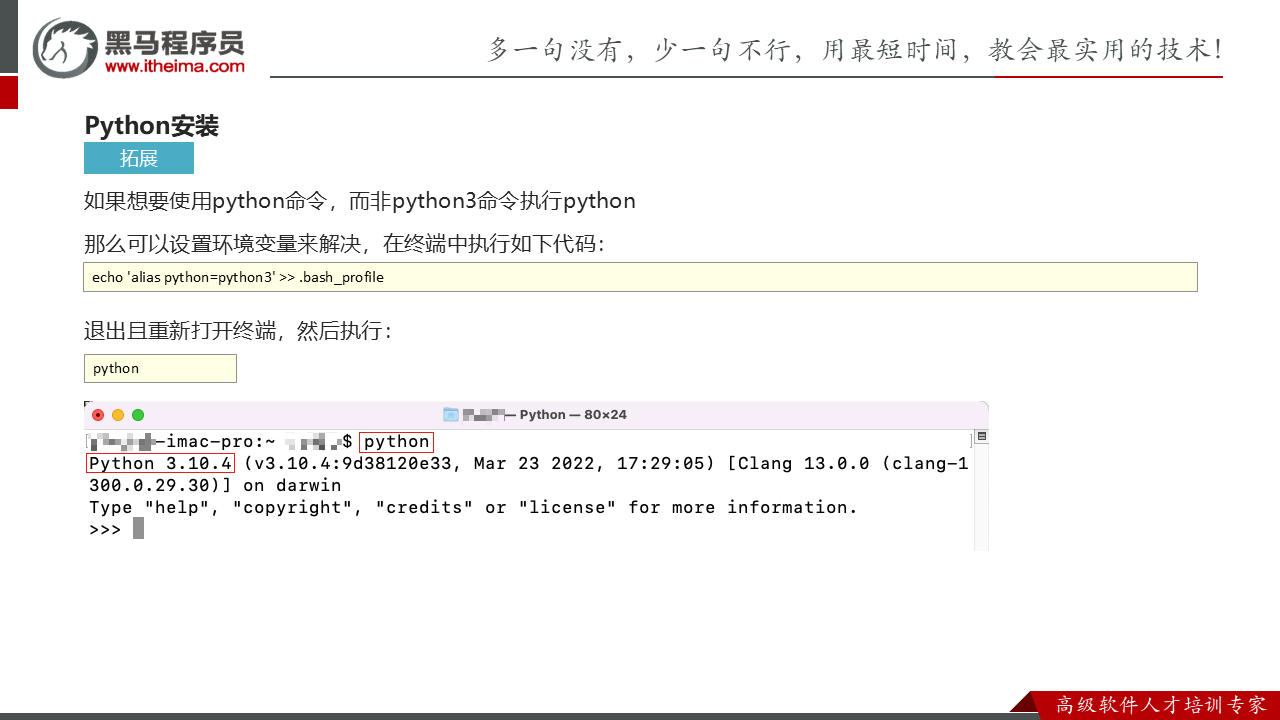 黑马程序员
www.itheima.com
多一句没有，少一句不行，用最短时间，教会最实用的技术！
Python安装
拓展
如果想要使用python命令，而非python3命令执行python
那么可以设置环境变量来解决，在终端中执行如下代码：
echo 'alias python=python3' >> .bash_profile
退出且重新打开终端，然后执行：
python
— Python — 80×24
-imac-pro:~ $ python
Python 3.10.4 (v3.10.4:9d38120e33, Mar 23 2022, 17:29:05) [Clang 13.0.0 (clang-1
300.0.29.30)] on darwin
Type "help", "copyright", "credits" or "license" for more information.
>>>
高级软件人才培训专家